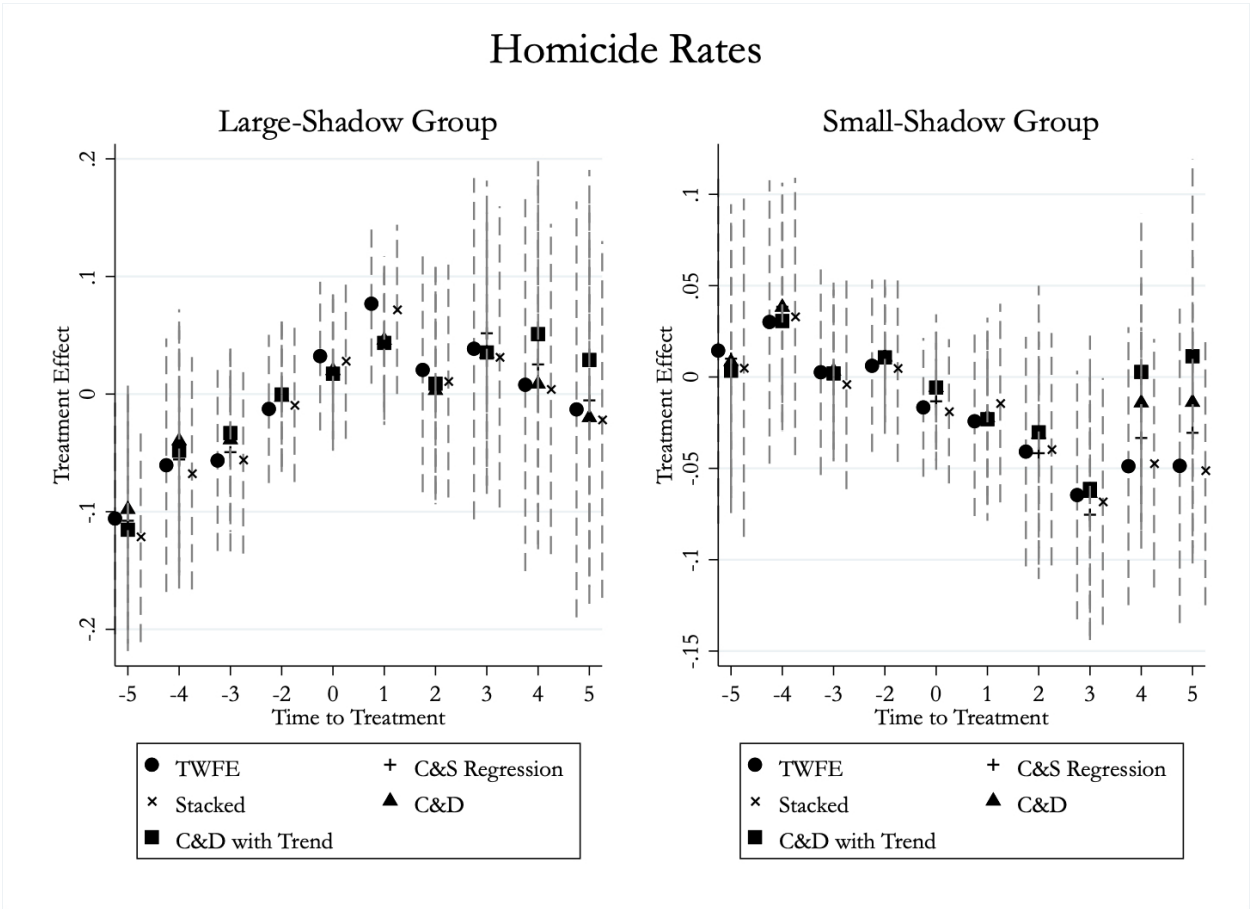 Homicide Rates
Large-Shadow Group
Treatment Effect
.2
.1
0
-.1
-.2
-5 -4 -3 -2 0 1 2 3 4 5
Time to Treatment
TWFE
C&S Regression
Stacked
C&D
C&D with Trend
Small-Shadow Group
Treatment Effect
.1
.05
0
-.05
-.1
-.15
-5 -4 -3 -2 0 1 2 3 4 5
Time to Treatment
TWFE
C&S Regression
Stacked
C&D
C&D with Trend